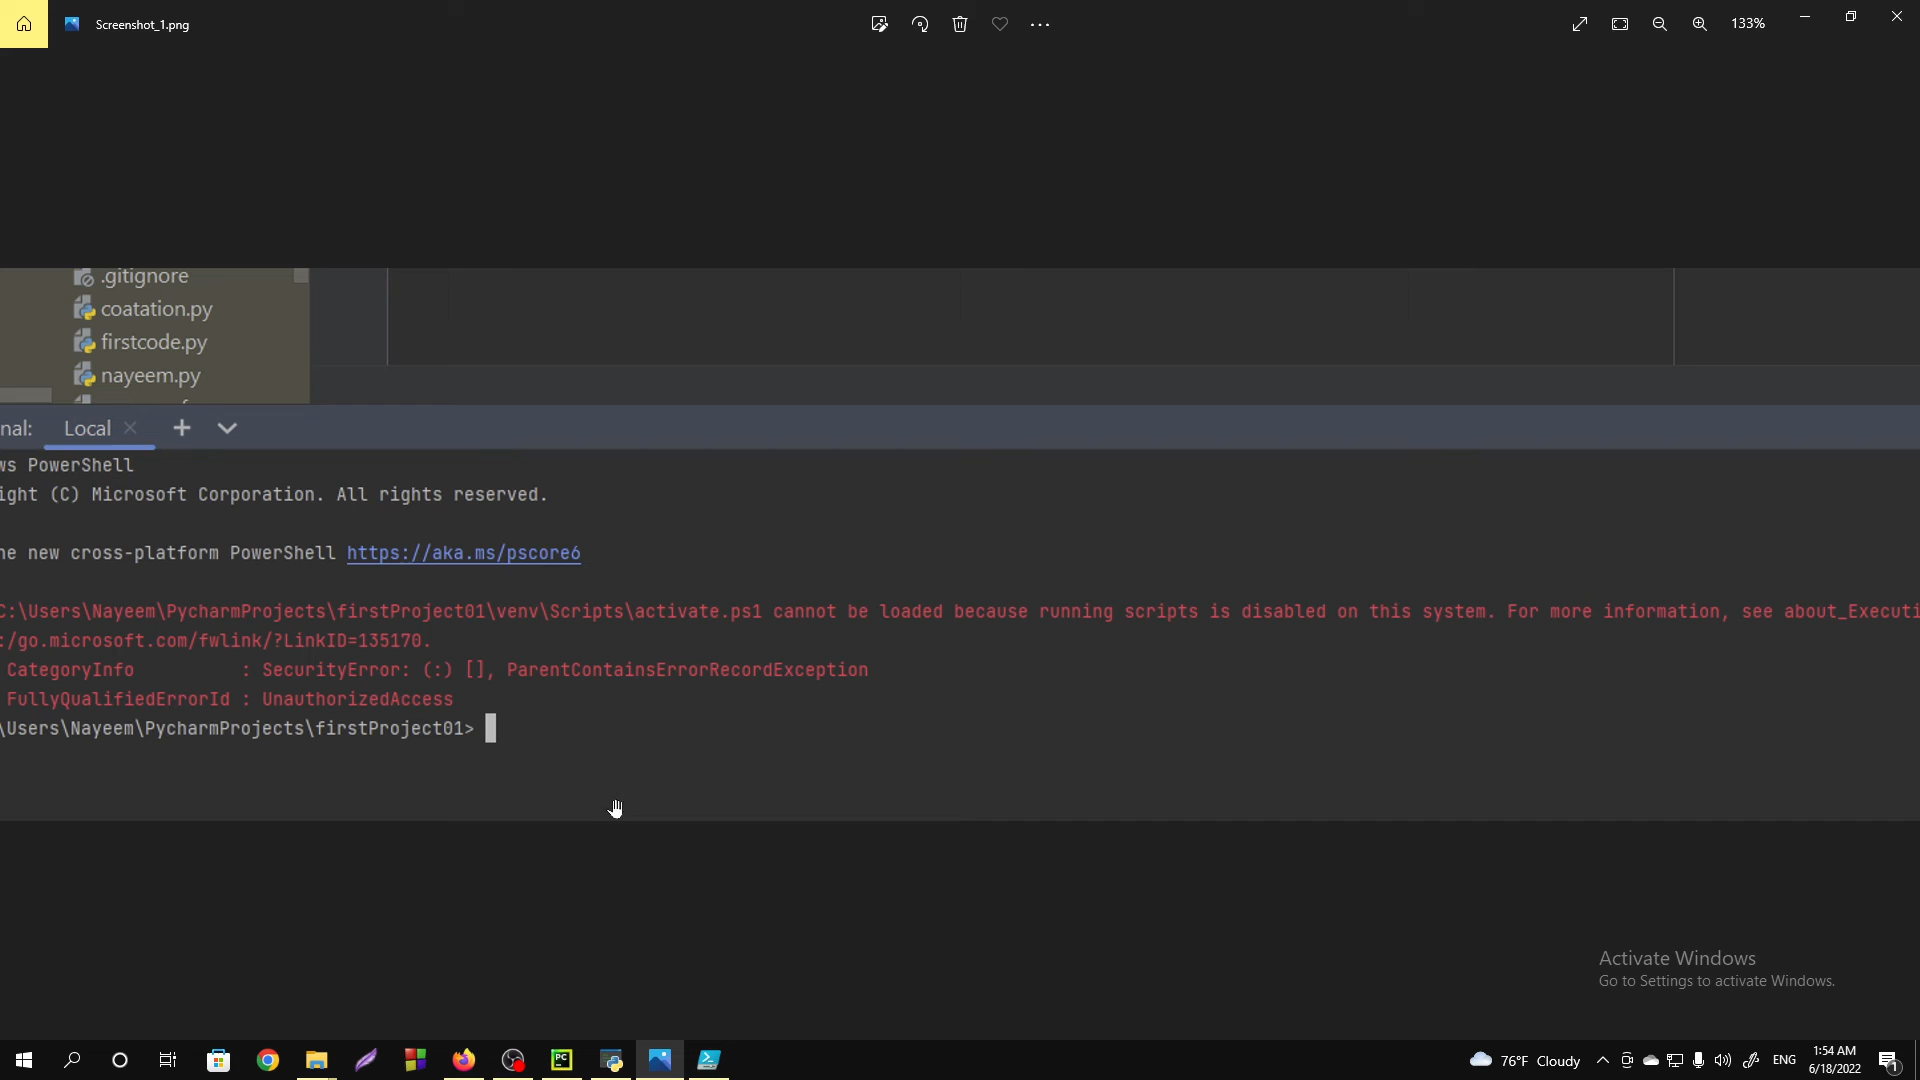 Screenshot_1.png
133%
.gitignore
coatation.py
firstcode.py
nayeem.py
nal: Local
ws PowerShell
ight (C) Microsoft Corporation. All rights reserved.
he new cross-platform PowerShell https://aka.ms/pscore6
C:\Users\Nayeem\PycharmProjects\firstProject01\venv\Scripts\activate.ps1 cannot be loaded because running scripts is disabled on this system. For more information, see about_Executi
:/go.microsoft.com/fwlink/?LinkID=135170.
CategoryInfo : SecurityError: (:) [], ParentContainsErrorRecordException
FullyQualifiedErrorId : UnauthorizedAccess
\Users\Nayeem\PycharmProjects\firstProject01>
Activate Windows
Go to Settings to activate Windows.
PC
76°F Cloudy
ENG
1:54 AM
6/18/2022
1